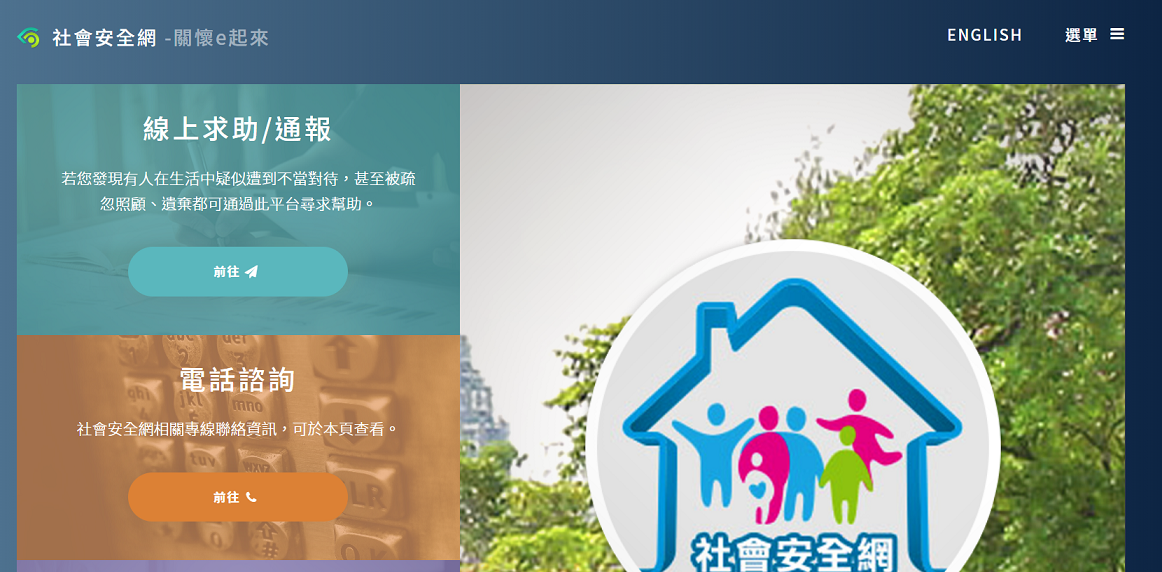 社會安全網 -關懷e起來
ENGLISH
選單
線上求助/通報
若您發現有人在生活中疑似遭到不當對待，甚至被疏
忽照顧、遺棄都可通過此平台尋求幫助。
前往
電話諮詢
社會安全網相關專線聯絡資訊，可於本頁查看。
前往
社會安全網